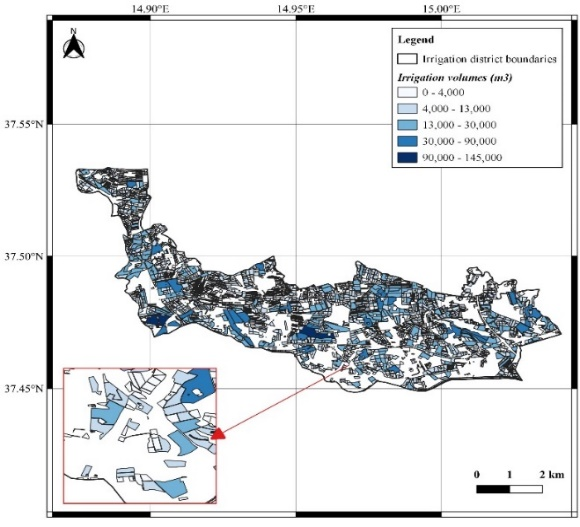 14.90°E 14.95°E 15.00°E
N
Legend
Irrigation district boundaries
Irrigation volumes (m3)
0 - 4,000
4,000 - 13,000
13,000 - 30,000
30,000 - 90,000
90,000 - 145,000
37.55°N
37.50°N
37.45°N
0 1 2 km